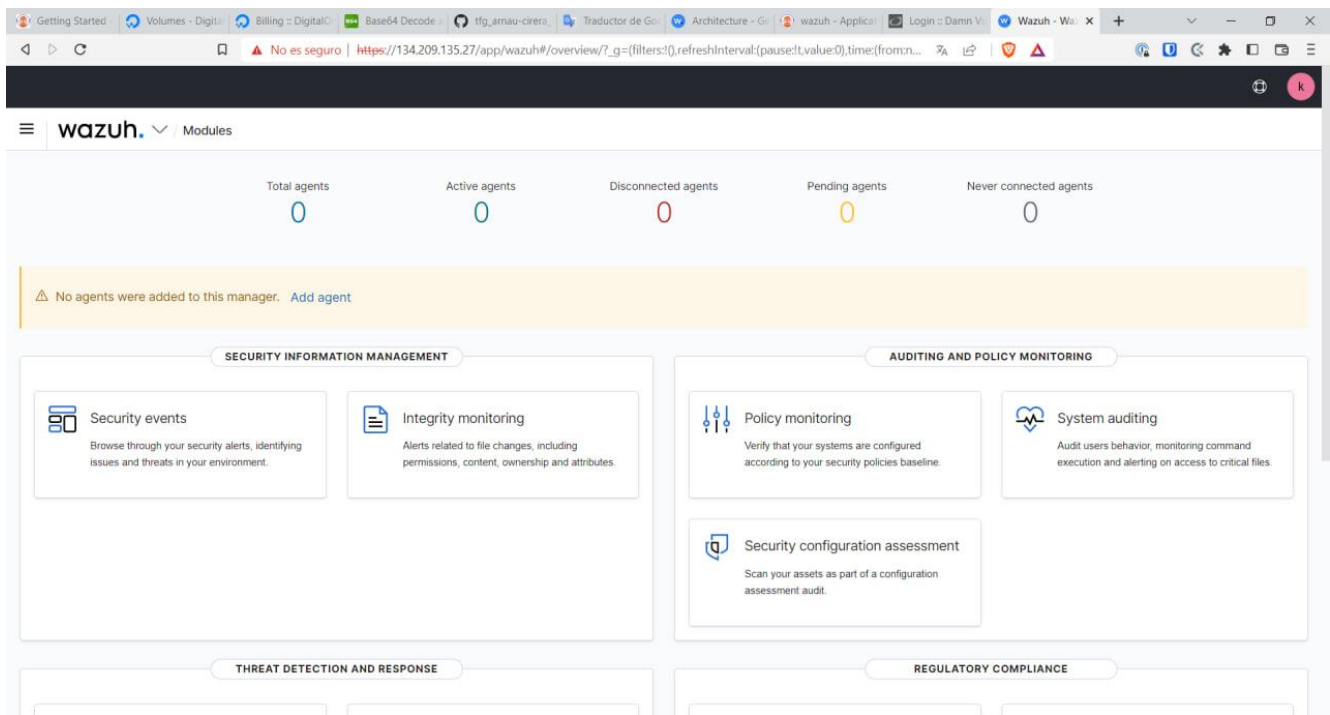 Getting Started
Volumes - Digita
Billing :: DigitalO
Base64 Decode a
tfg_arnau-cirera_
Traductor de Goo
Architecture - G
wazuh - Applicat
Login :: Damn Vu
Wazuh - Wa
No es seguro | https://134.209.135.27/app/wazuh#/overview/?_g=(filters:!(),refreshInterval:(pause:!t,value:0),time:(from:n...
k
wazuh. / Modules
Total agents
0
Active agents
0
Disconnected agents
0
Pending agents
0
Never connected agents
0
No agents were added to this manager. Add agent
SECURITY INFORMATION MANAGEMENT
Security events
Browse through your security alerts, identifying
issues and threats in your environment.
Integrity monitoring
Alerts related to file changes, including
permissions, content, ownership and attributes.
AUDITING AND POLICY MONITORING
Policy monitoring
Verify that your systems are configured
according to your security policies baseline.
System auditing
Audit users behavior, monitoring command
execution and alerting on access to critical files.
Security configuration assessment
Scan your assets as part of a configuration
assessment audit.
THREAT DETECTION AND RESPONSE
REGULATORY COMPLIANCE